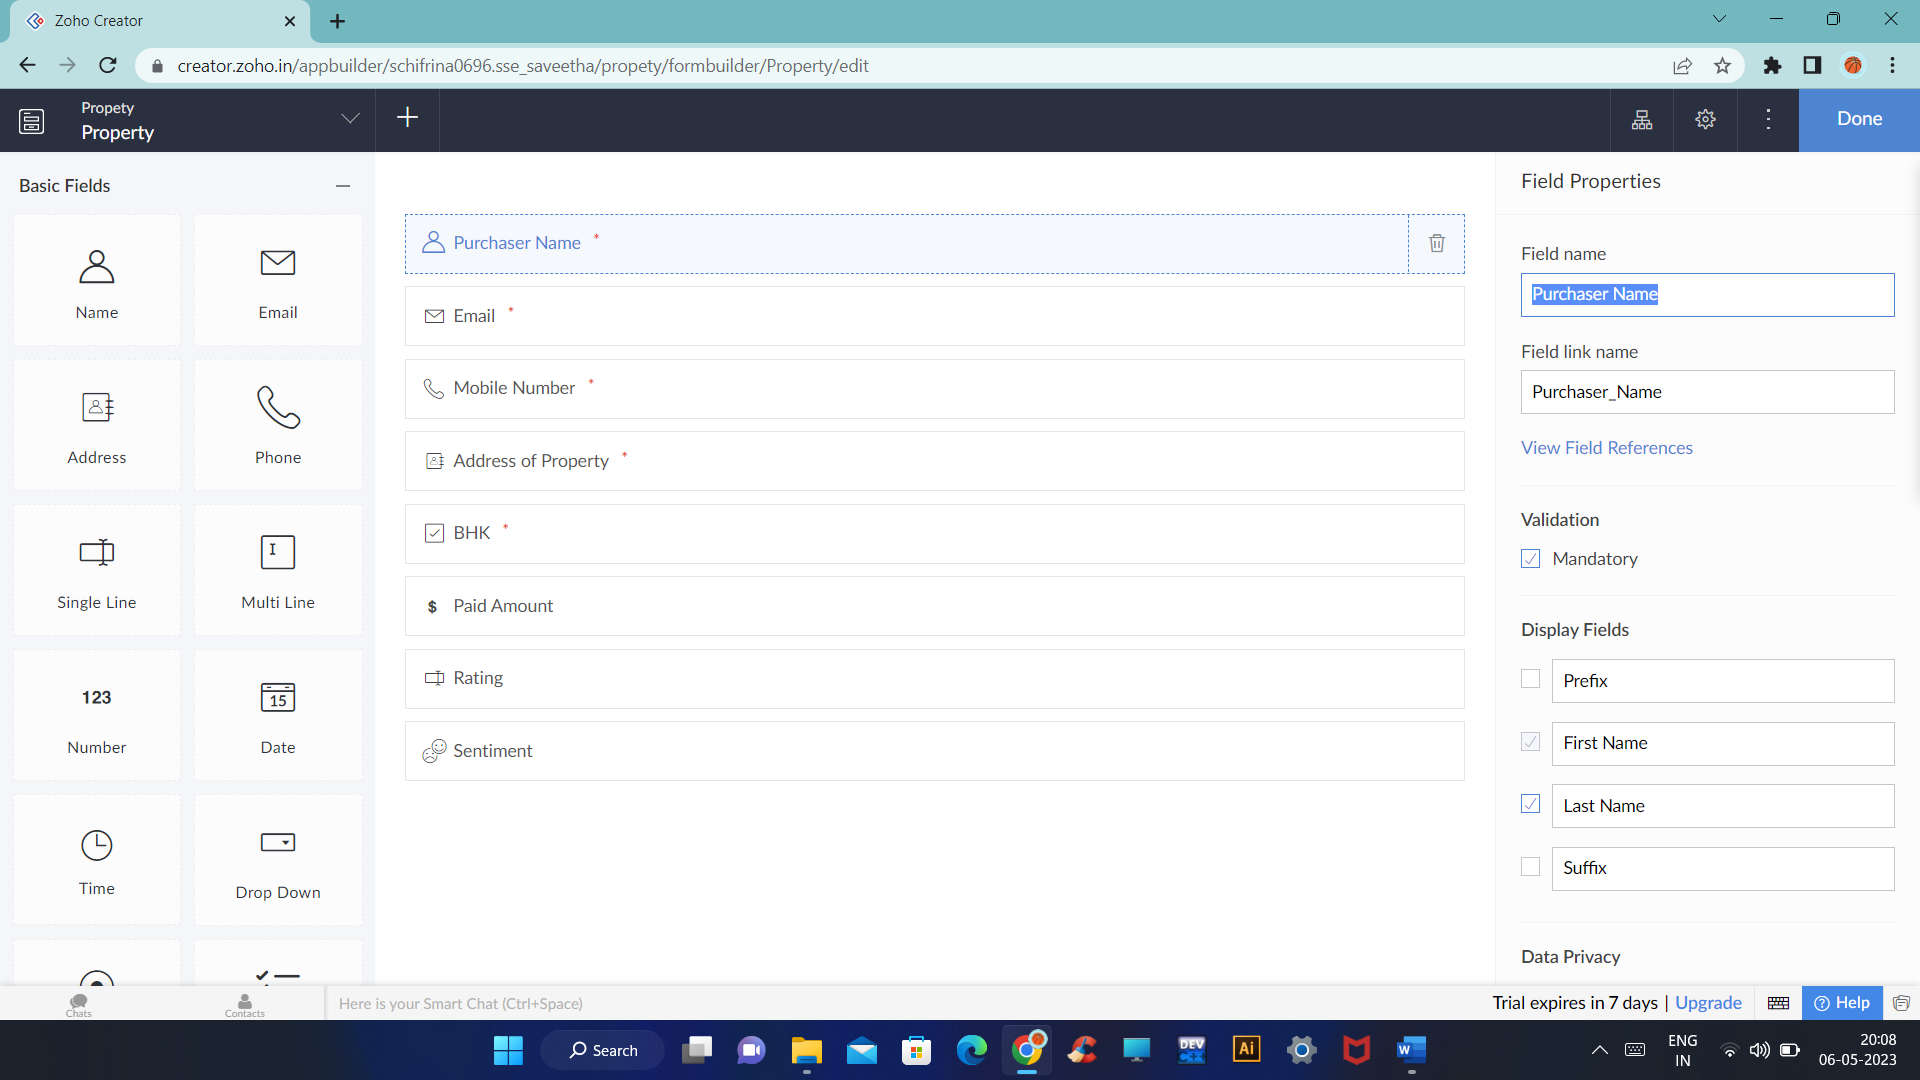 Zoho Creator
creator.zoho.in/appbuilder/schifrina0696.sse_saveetha/propety/formbuilder/Property/edit
Propety
Property
Done
Basic Fields
Name
Email
Address
Phone
Single Line
Multi Line
123
Number
15
Date
Time
Drop Down
Purchaser Name *
Email *
Mobile Number *
Address of Property *
BHK *
$ Paid Amount
Rating
Sentiment
Field Properties
Field name
Purchaser Name
Field link name
Purchaser_Name
View Field References
Validation
Mandatory
Display Fields
Prefix
First Name
Last Name
Suffix
Data Privacy
Chats
Contacts
Here is your Smart Chat (Ctrl+Space)
Trial expires in 7 days | Upgrade
Help
Search
DEV
C++
Ai
W
ENG
IN
20:08
06-05-2023